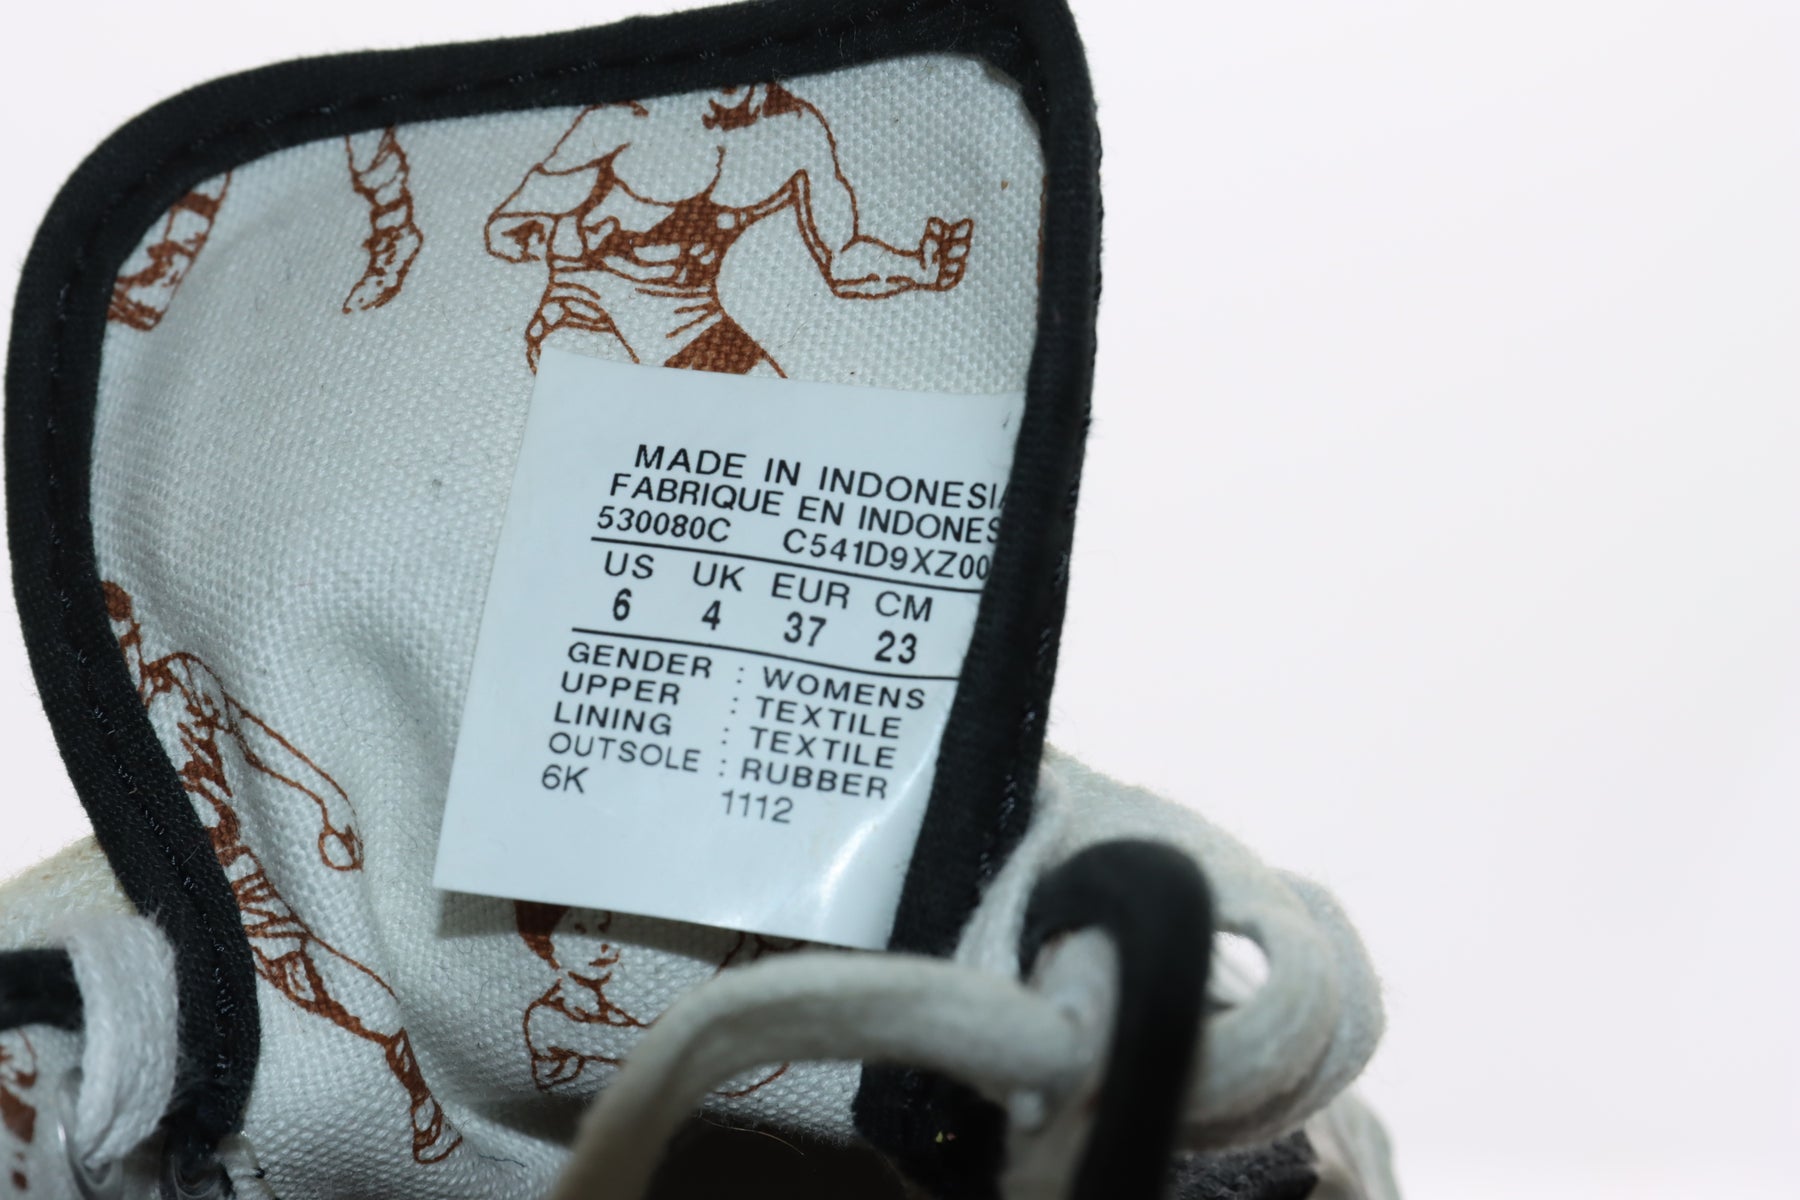 MADE IN INDONESIA
FABRIQUE EN INDONES
530080C C541D9XZ00
US UK EUR CM
6 4 37 23
GENDER : WOMENS
UPPER : TEXTILE
LINING : TEXTILE
OUTSOLE : RUBBER
6K 1112